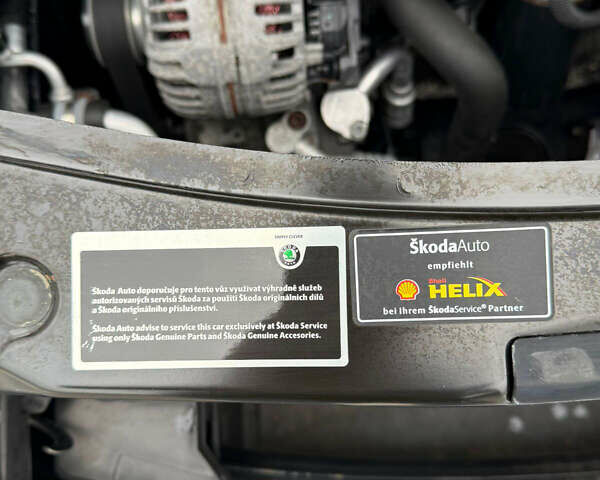 SIMPLY CLEVER
Škoda Auto doporučuje pro tento vůz využívat výhradně služeb
autorizovaných servisů Škoda za použití Škoda originálních dílů
a Škoda originálního příslušenství.
Škoda Auto advise to service this car exclusively at Škoda Service
using only Škoda Genuine Parts and Škoda Genuine Accesories.
ŠkodaAuto
empfiehlt
Shell
HELIX
bei Ihrem ŠkodaService® Partner